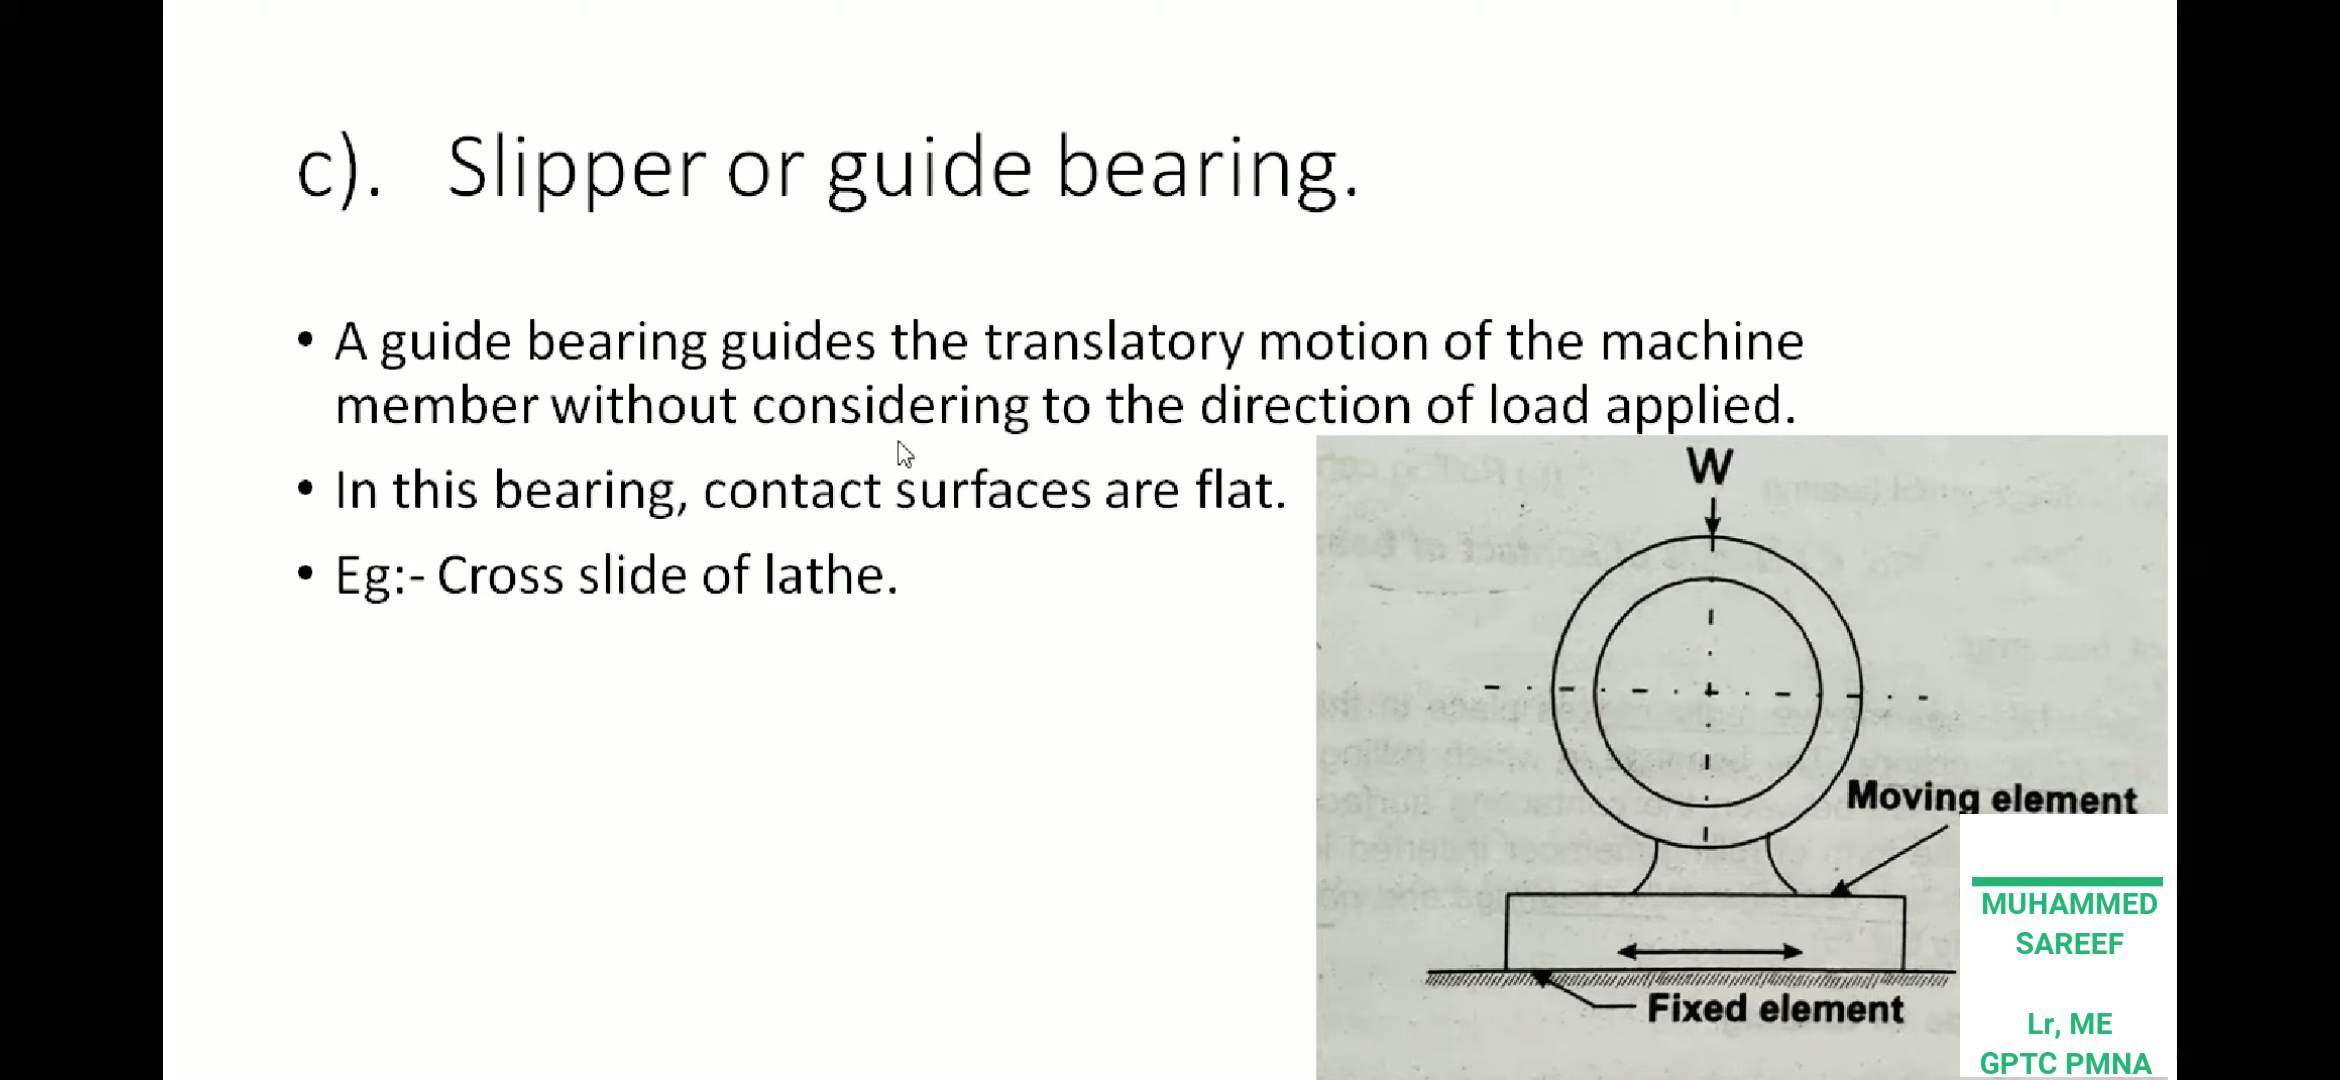 c). Slipper or guide bearing.
• A guide bearing guides the translatory motion of the machine
member without considering to the direction of load applied.
• In this bearing, contact surfaces are flat.
• Eg:- Cross slide of lathe.
W
Moving element
Fixed element
MUHAMMED
SAREEF
Lr, ME
GPTC PMNA